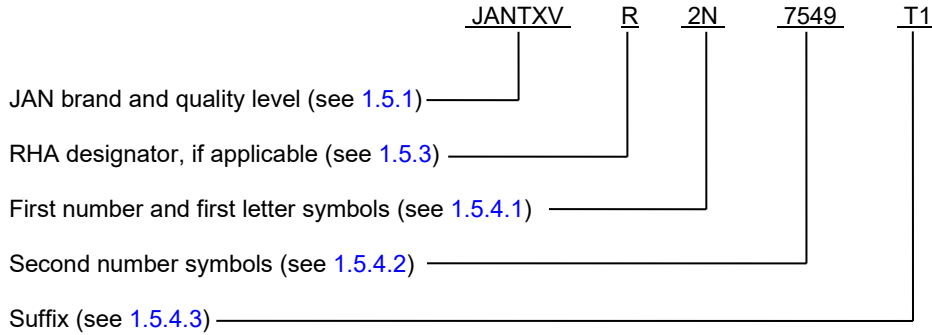 JANTXV R 2N 7549 T1
JAN brand and quality level (see 1.5.1)
RHA designator, if applicable (see 1.5.3)
First number and first letter symbols (see 1.5.4.1)
Second number symbols (see 1.5.4.2)
Suffix (see 1.5.4.3)